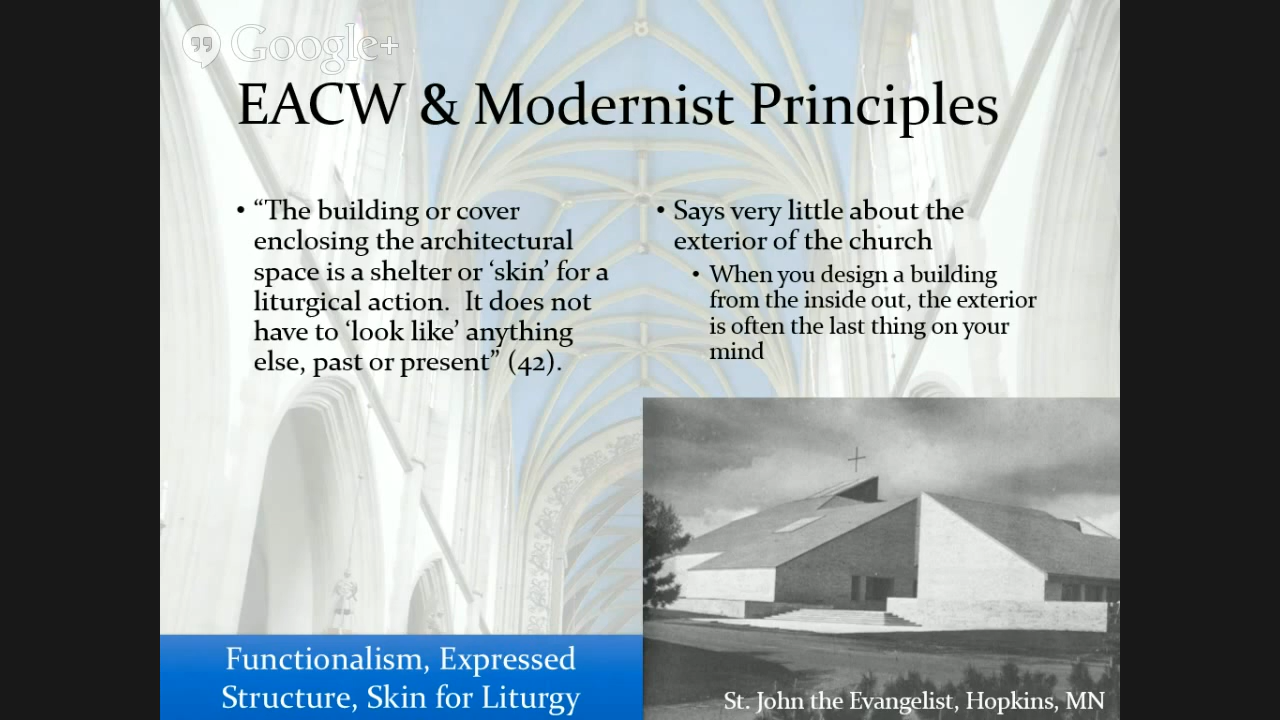 Google+
EACW & Modernist Principles
• “The building or cover
enclosing the architectural
space is a shelter or ‘skin’ for a
liturgical action.  It does not
have to ‘look like’ anything
else, past or present” (42).
• Says very little about the
exterior of the church
• When you design a building
from the inside out, the exterior
is often the last thing on your
mind
Functionalism, Expressed
Structure, Skin for Liturgy
St. John the Evangelist, Hopkins, MN